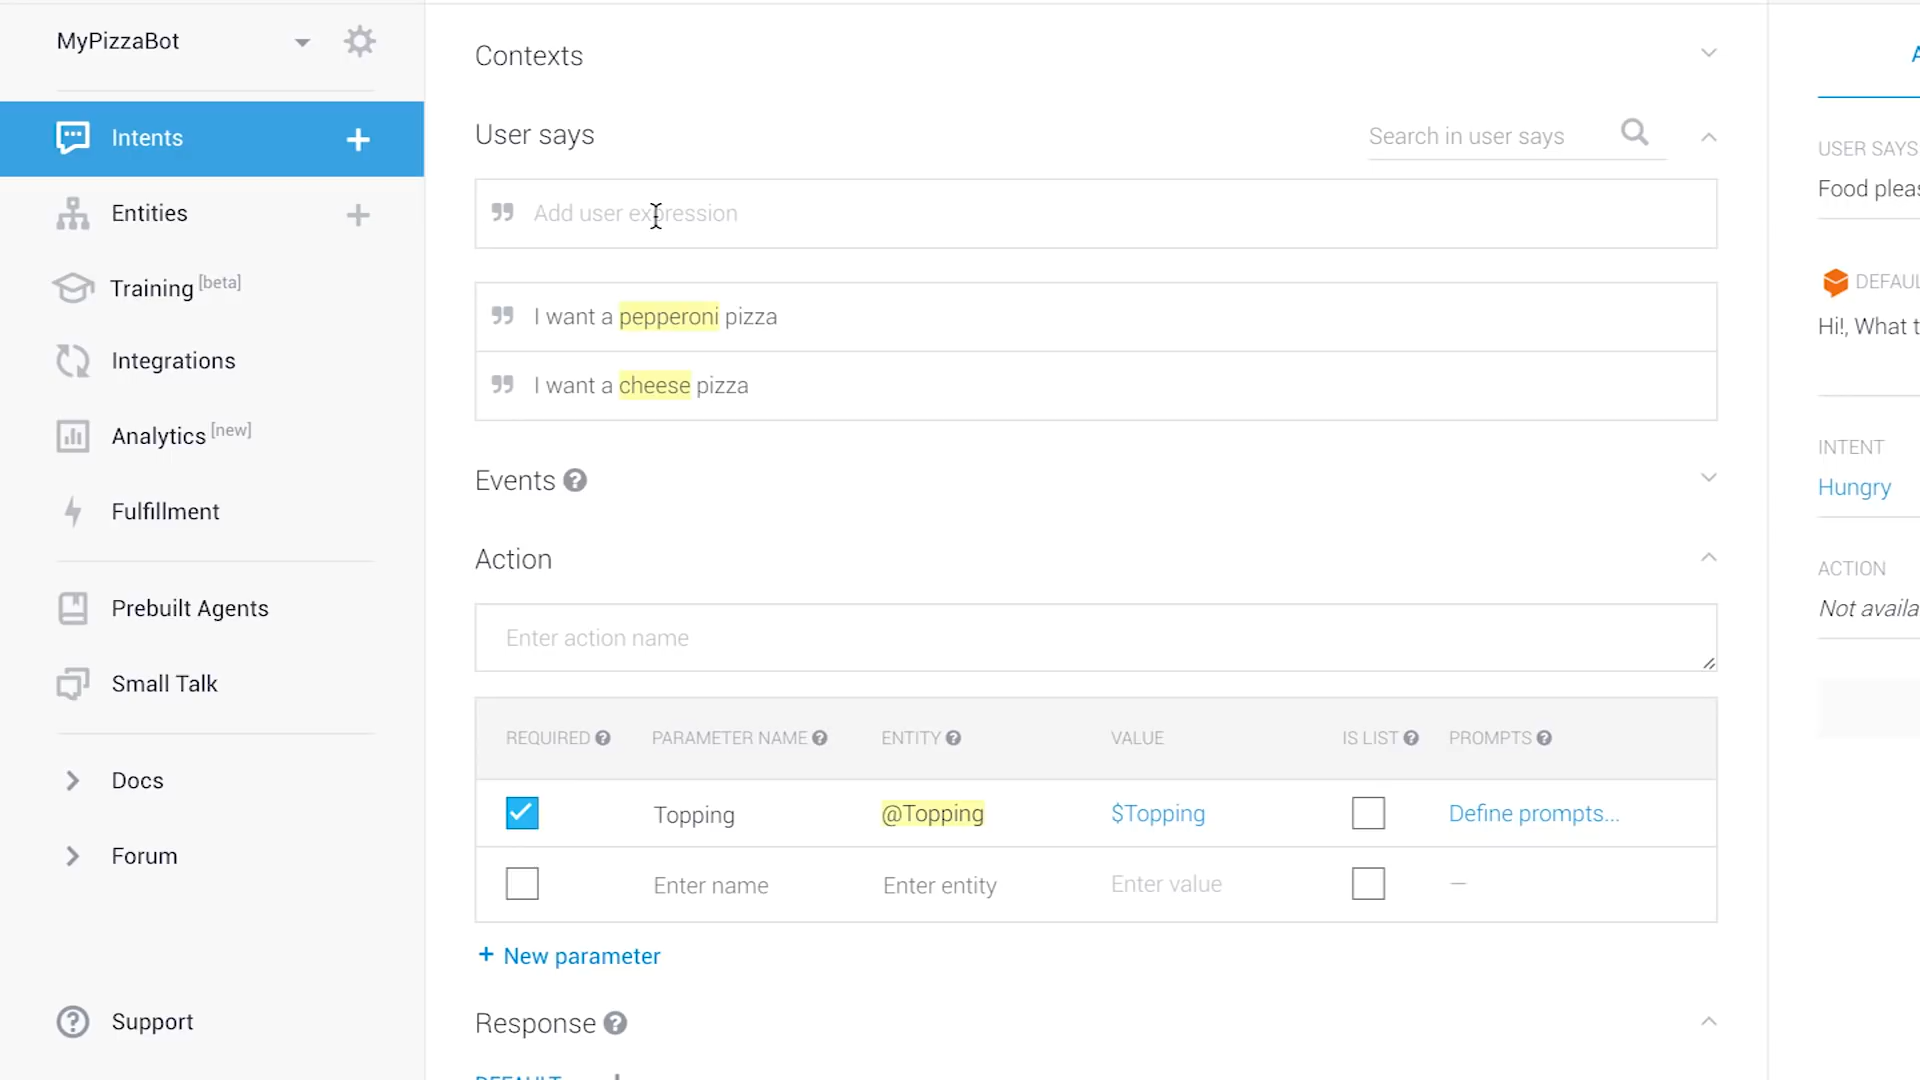 MyPizzaBot
Intents
Entities
Training [beta]
Integrations
Analytics [new]
Fulfillment
Prebuilt Agents
Small Talk
Docs
Forum
Support
Contexts
User says
Search in user says
Add user expression
I want a pepperoni pizza
I want a cheese pizza
Events
Action
Enter action name
REQUIRED PARAMETER NAME ENTITY VALUE IS LIST PROMPTS
Topping @Topping $Topping Define prompts...
Enter name Enter entity Enter value —
+ New parameter
Response
DEFAULT
USER SAYS
Food pleas
DEFAUL
Hi!, What t
INTENT
Hungry
ACTION
Not availa